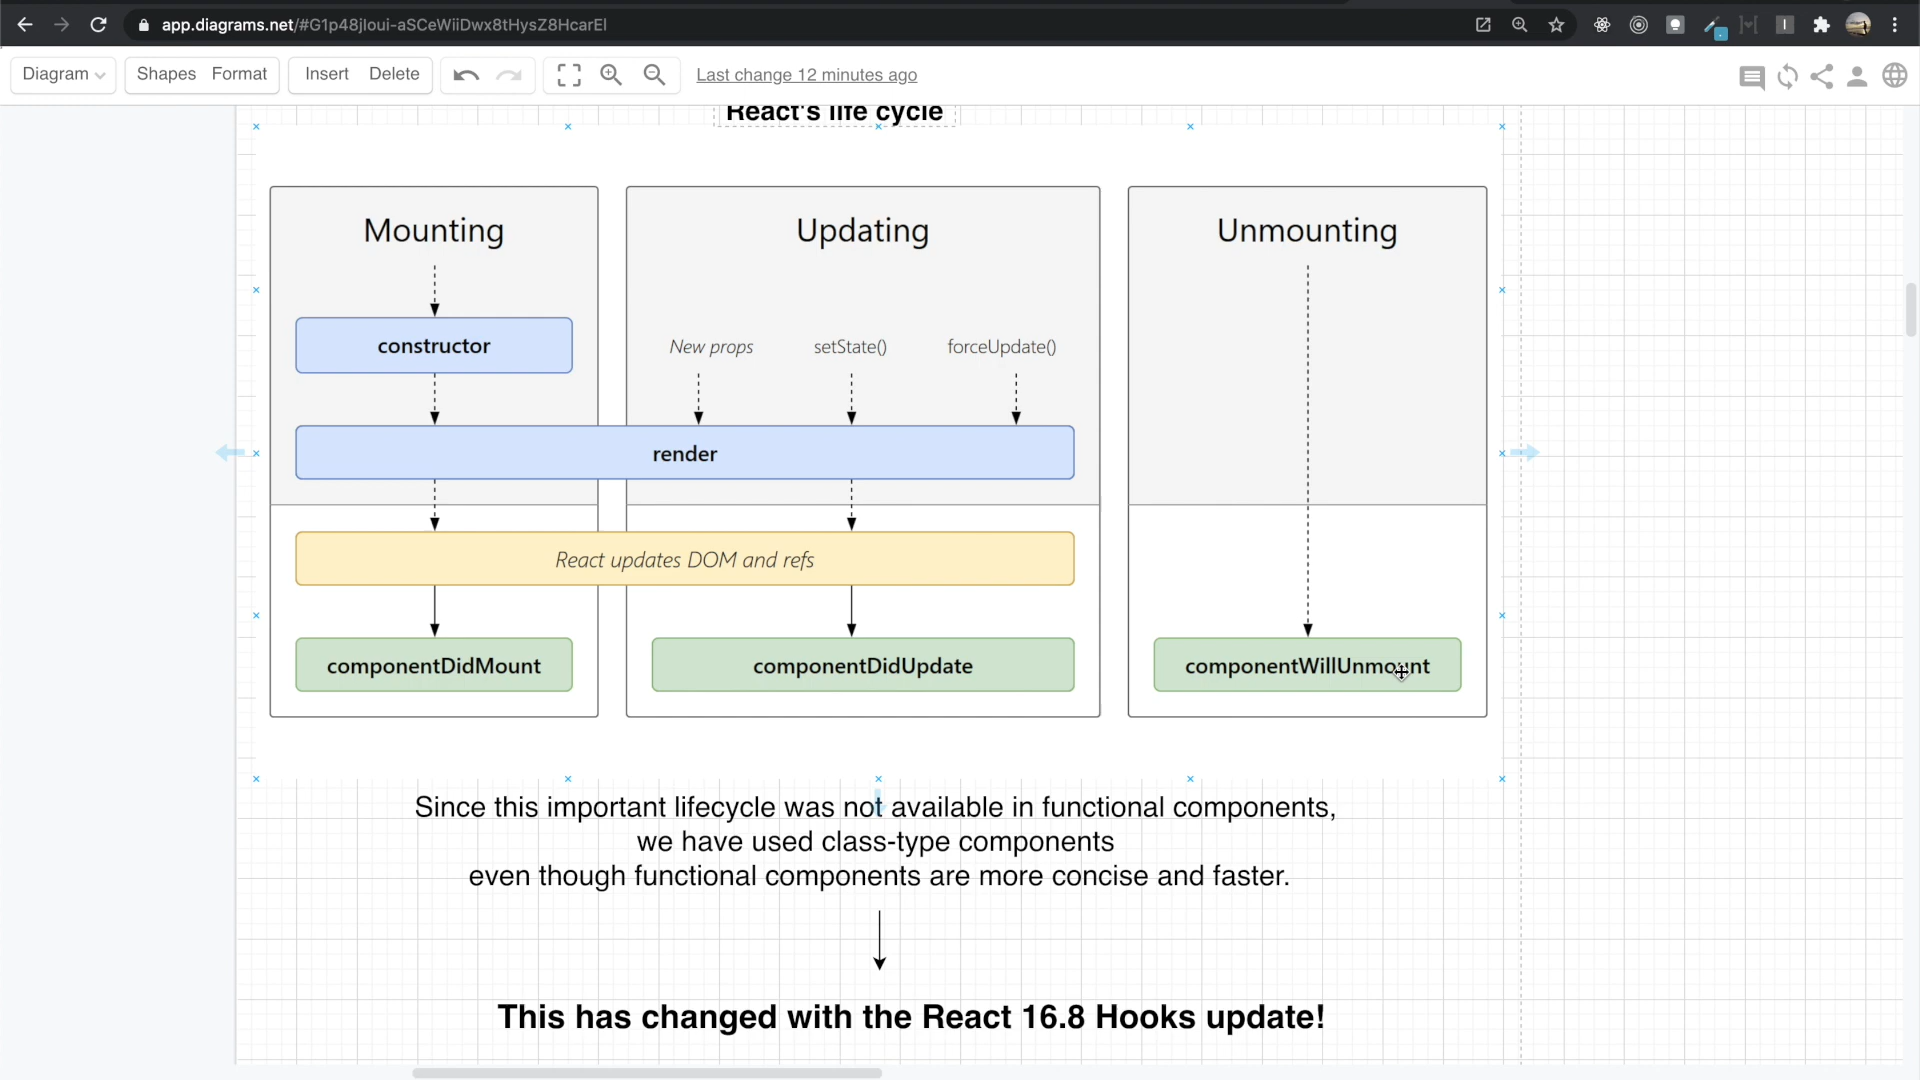 app.diagrams.net/#G1p48jIoui-aSCeWiiDwx8tHysZ8HcarEl
Diagram
Shapes
Format
Insert
Delete
Last change 12 minutes ago
React's life cycle
Mounting
Updating
Unmounting
constructor
New props
setState()
forceUpdate()
render
React updates DOM and refs
componentDidMount
componentDidUpdate
componentWillUnmount
Since this important lifecycle was not available in functional components,
we have used class-type components
even though functional components are more concise and faster.
This has changed with the React 16.8 Hooks update!